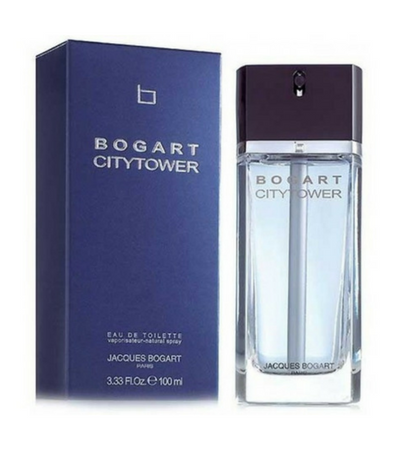 b
BOGART
CITYTOWER
EAU DE TOILETTE
vaporisateur-natural spray
JACQUES BOGART
PARIS
3.33 Fl.Oz. ℮ 100 ml
BOGART
CITYTOWER
JACQUES BOGART
PARIS